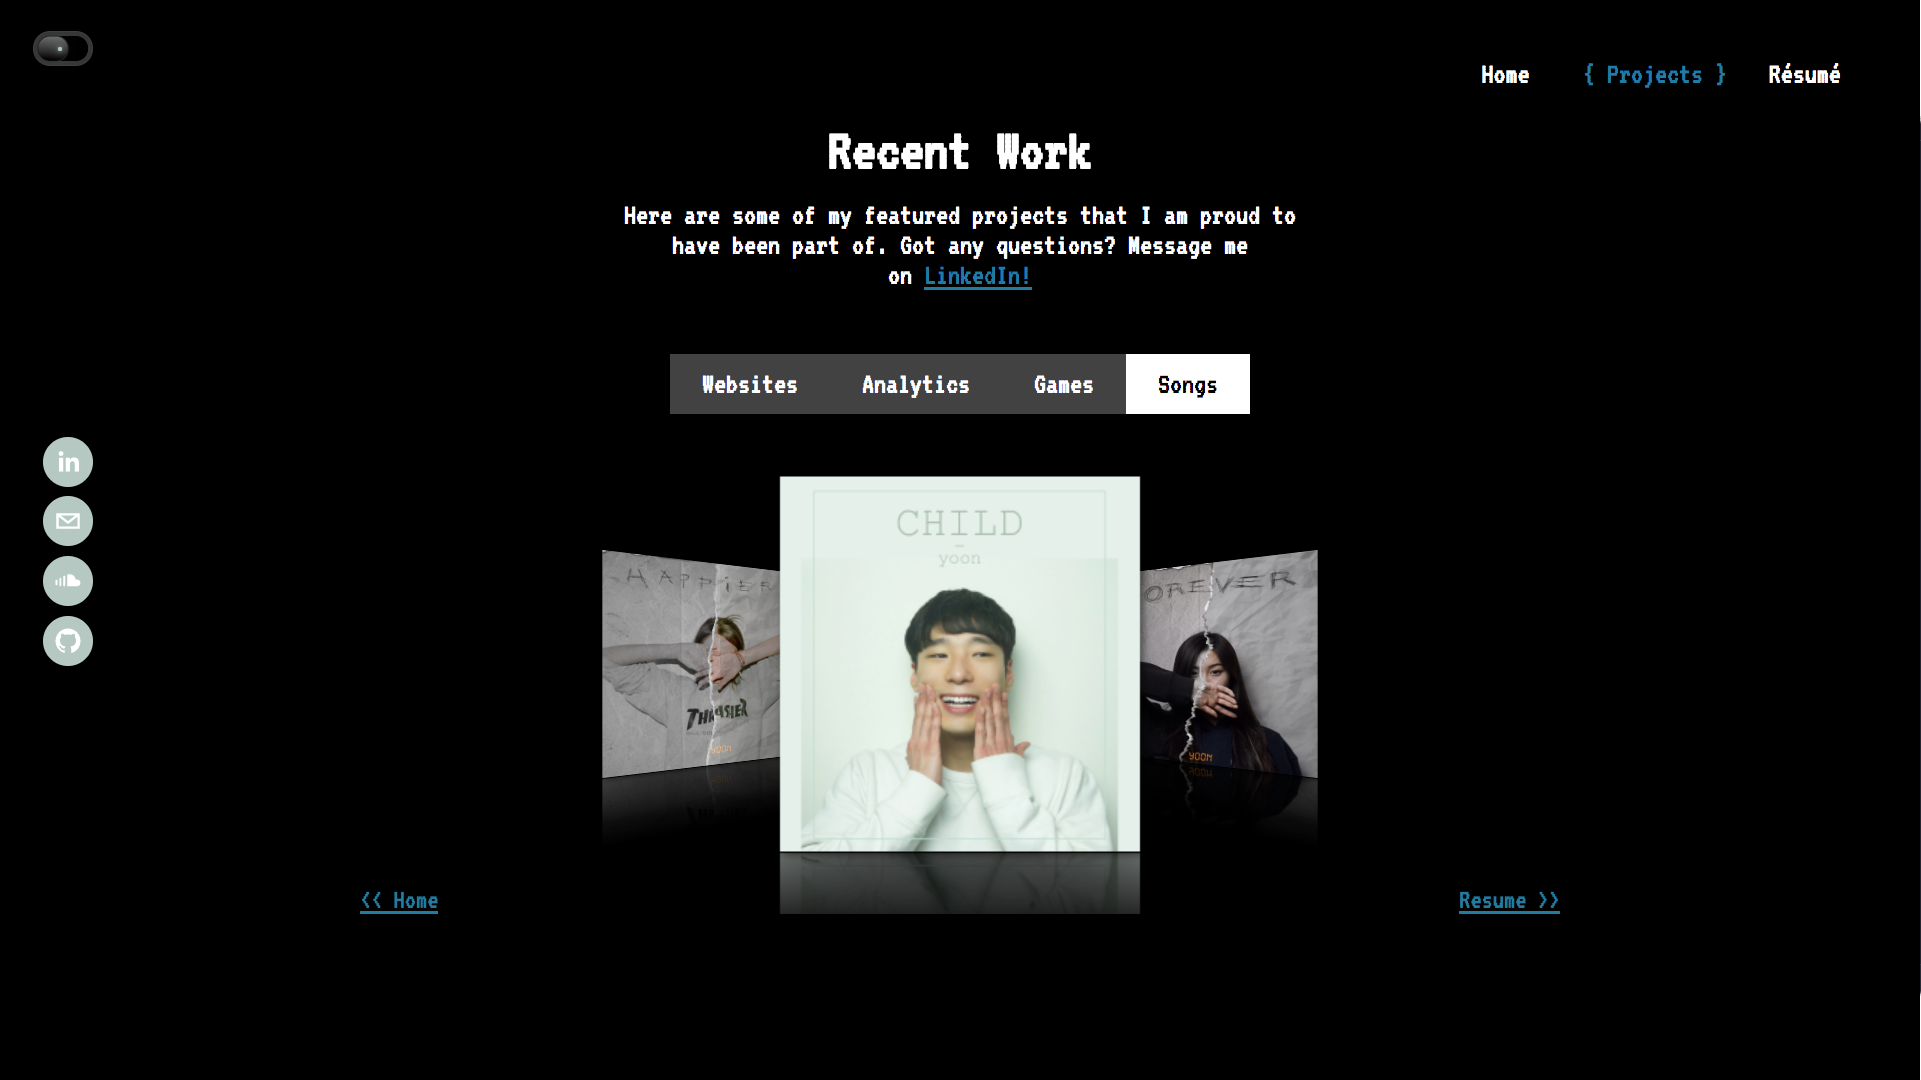 Home { Projects } Résumé
Recent Work
Here are some of my featured projects that I am proud to
have been part of. Got any questions? Message me
on LinkedIn!
Websites Analytics Games Songs
in
CHILD
–
yoon
HAPPIER
THRASHER
yoon
OREVER
yoon
<< Home
Resume >>